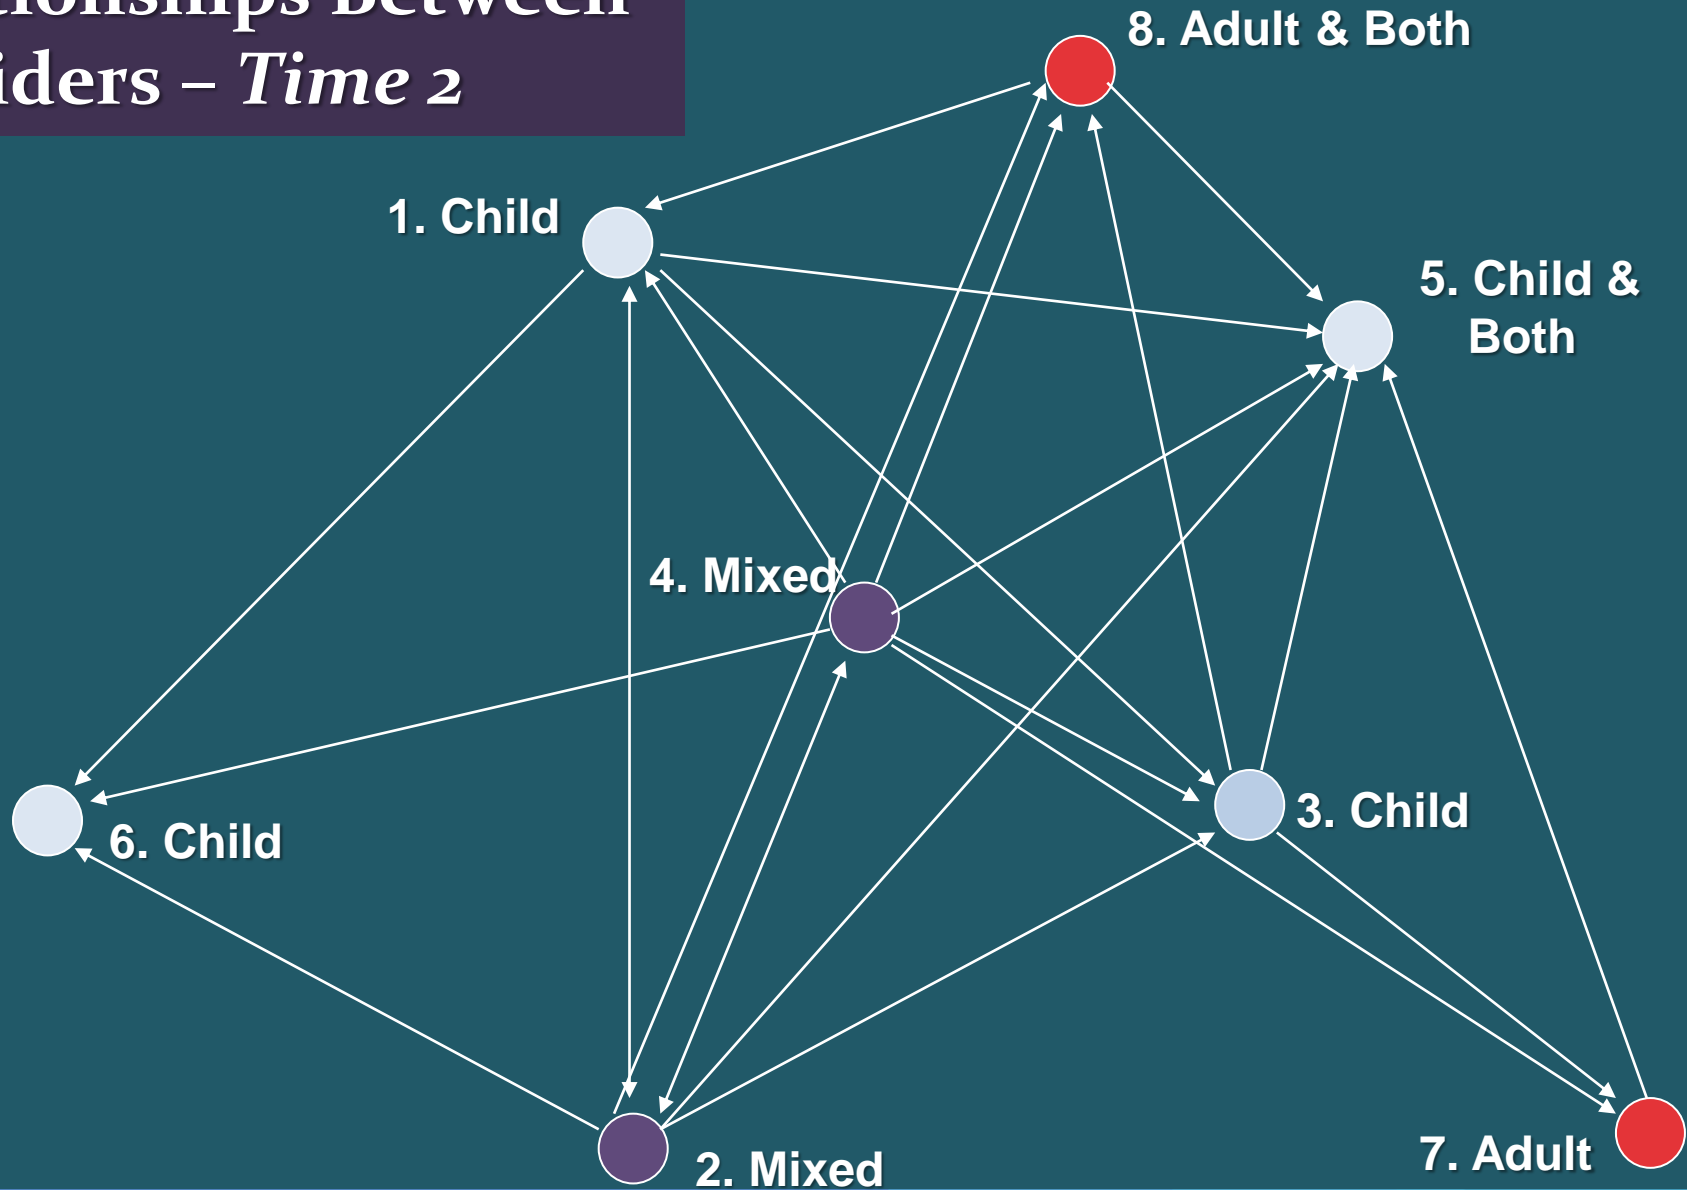 Between
– Time 2
8. Adult & Both
1. Child
5. Child &
Both
4. Mixed
3. Child
6. Child
7. Adult
2. Mixed